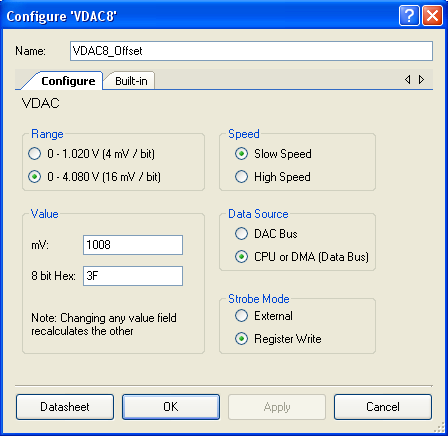 Configure 'VDAC8'
Name: VDAC8_Offset
Configure Built-in
VDAC
Range
0 - 1.020 V (4 mV / bit)
0 - 4.080 V (16 mV / bit)
Speed
Slow Speed
High Speed
Value
mV: 1008
8 bit Hex: 3F
Note: Changing any value field
recalculates the other
Data Source
DAC Bus
CPU or DMA (Data Bus)
Strobe Mode
External
Register Write
Datasheet OK Apply Cancel